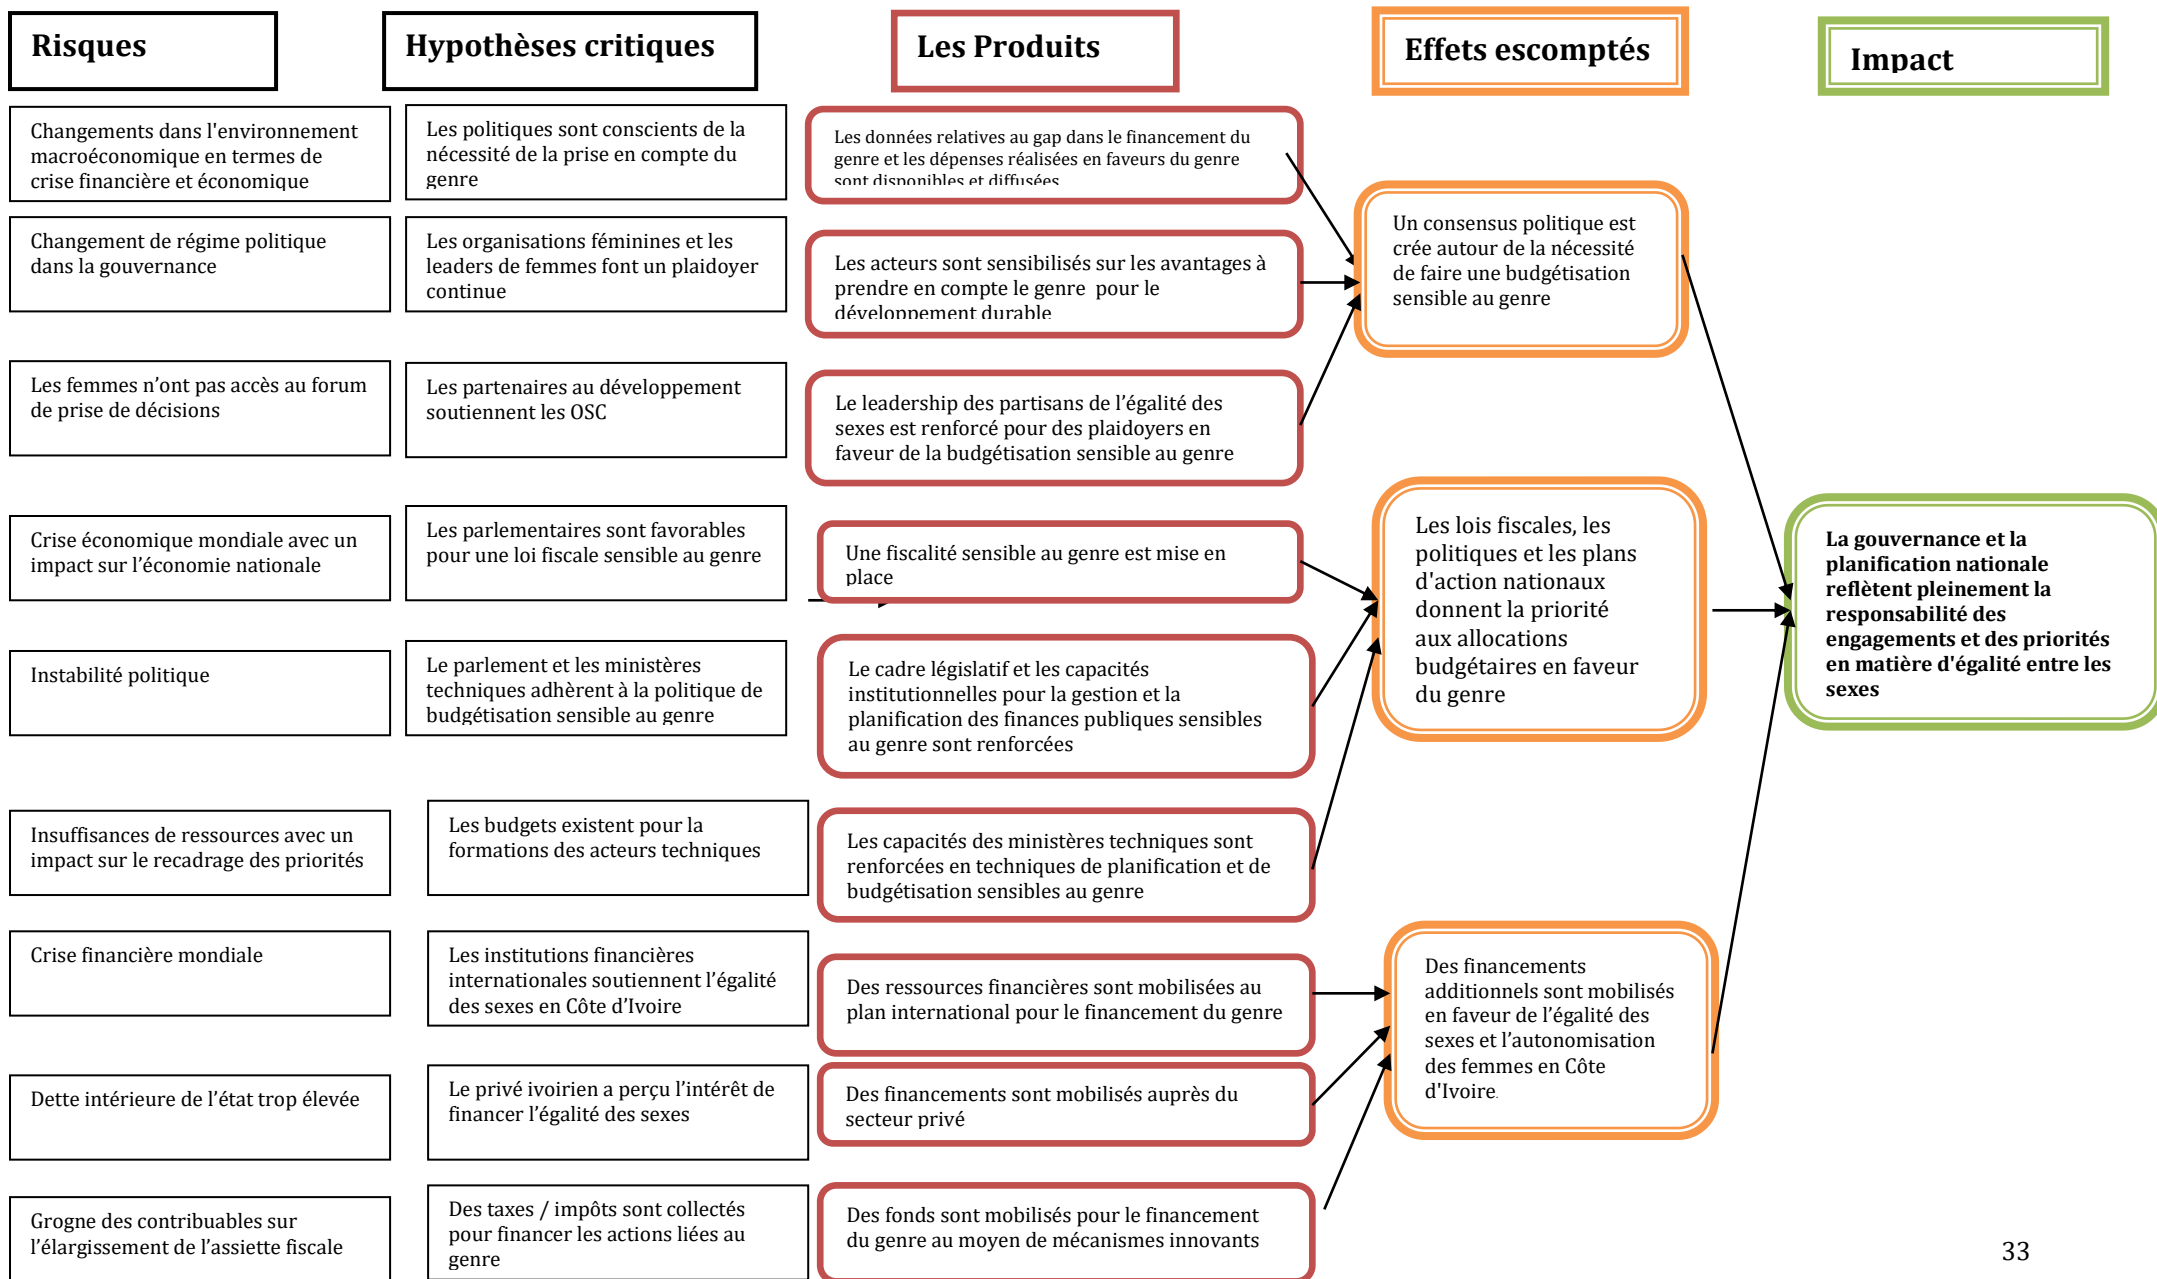 Risques
Hypothèses critiques
Les Produits
Effets escomptés
Impact
Changements dans l'environnement
macroéconomique en termes de
crise financière et économique
Les politiques sont conscients de la
nécessité de la prise en compte du
genre
Les données relatives au gap dans le financement du
genre et les dépenses réalisées en faveurs du genre
sont disponibles et diffusées
Changement de régime politique
dans la gouvernance
Les organisations féminines et les
leaders de femmes font un plaidoyer
continue
Les acteurs sont sensibilisés sur les avantages à
prendre en compte le genre  pour le
développement durable
Un consensus politique est
crée autour de la nécessité
de faire une budgétisation
sensible au genre
Les femmes n’ont pas accès au forum
de prise de décisions
Les partenaires au développement
soutiennent les OSC
Le leadership des partisans de l’égalité des
sexes est renforcé pour des plaidoyers en
faveur de la budgétisation sensible au genre
Crise économique mondiale avec un
impact sur l’économie nationale
Les parlementaires sont favorables
pour une loi fiscale sensible au genre
Une fiscalité sensible au genre est mise en
place
Les lois fiscales, les
politiques et les plans
d'action nationaux
donnent la priorité
aux allocations
budgétaires en faveur
du genre
La gouvernance et la
planification nationale
reflètent pleinement la
responsabilité des
engagements et des priorités
en matière d'égalité entre les
sexes
Instabilité politique
Le parlement et les ministères
techniques adhèrent à la politique de
budgétisation sensible au genre
Le cadre législatif et les capacités
institutionnelles pour la gestion et la
planification des finances publiques sensibles
au genre sont renforcées
Insuffisances de ressources avec un
impact sur le recadrage des priorités
Les budgets existent pour la
formations des acteurs techniques
Les capacités des ministères techniques sont
renforcées en techniques de planification et de
budgétisation sensibles au genre
Crise financière mondiale
Les institutions financières
internationales soutiennent l’égalité
des sexes en Côte d’Ivoire
Des ressources financières sont mobilisées au
plan international pour le financement du genre
Des financements
additionnels sont mobilisés
en faveur de l’égalité des
sexes et l’autonomisation
des femmes en Côte
d'Ivoire.
Dette intérieure de l’état trop élevée
Le privé ivoirien a perçu l’intérêt de
financer l’égalité des sexes
Des financements sont mobilisés auprès du
secteur privé
Grogne des contribuables sur
l’élargissement de l’assiette fiscale
Des taxes / impôts sont collectés
pour financer les actions liées au
genre
Des fonds sont mobilisés pour le financement
du genre au moyen de mécanismes innovants
33